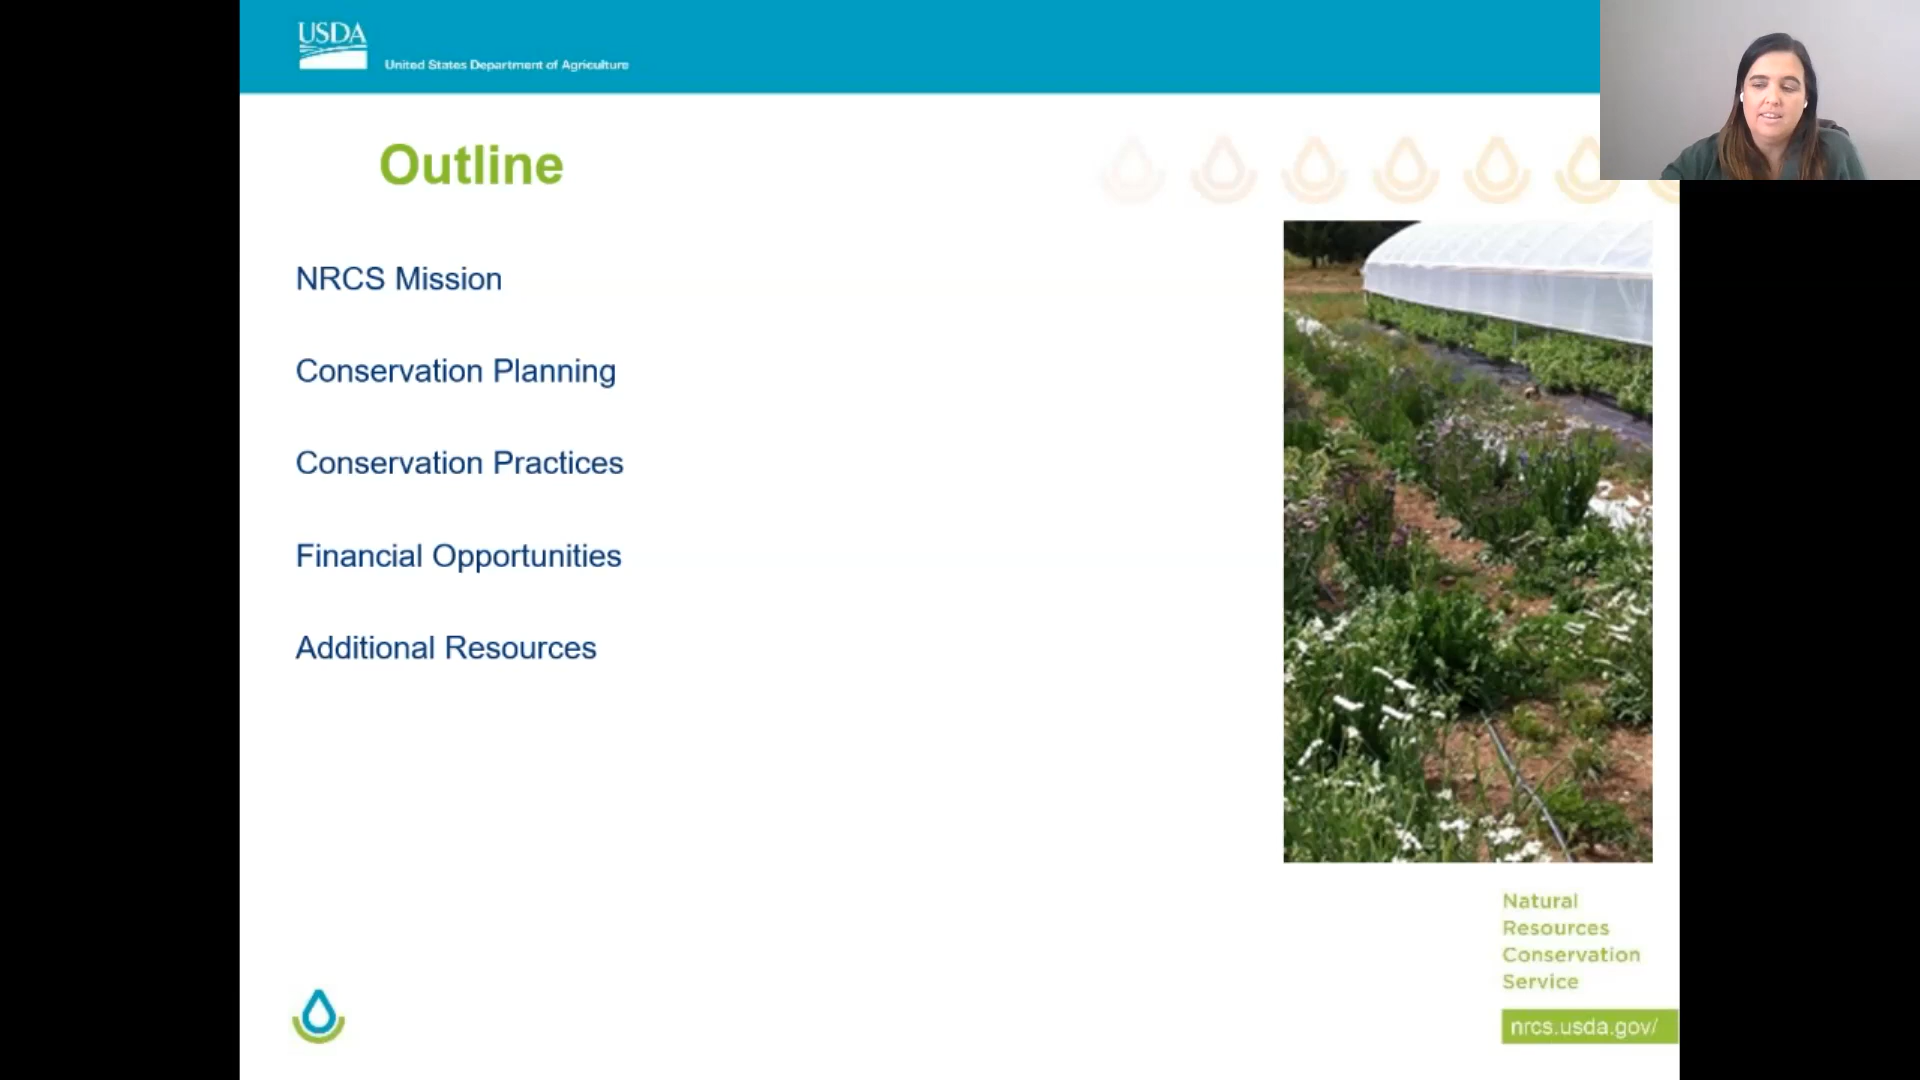 USDA
United States Department of Agriculture
Outline
NRCS Mission
Conservation Planning
Conservation Practices
Financial Opportunities
Additional Resources
Natural
Resources
Conservation
Service
nrcs.usda.gov/